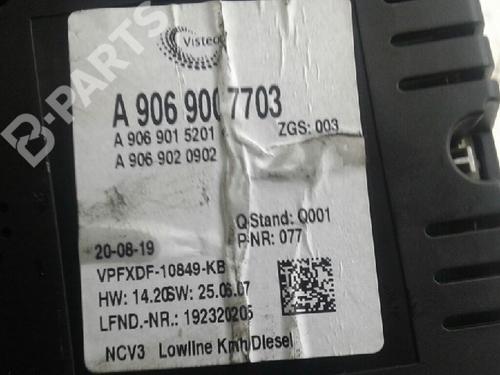 B-PARTS
Visteon
A 906 900 7703
A 906 901 5201 ZGS: 003
A 906 902 0902
Q Stand: Q001
20-08-19 P-NR: 077
VPFXDF-10849-KB
HW: 14.20 SW: 25.06.07
LFND.-NR.: 192320205
NCV3 Lowline Kmh/Diesel